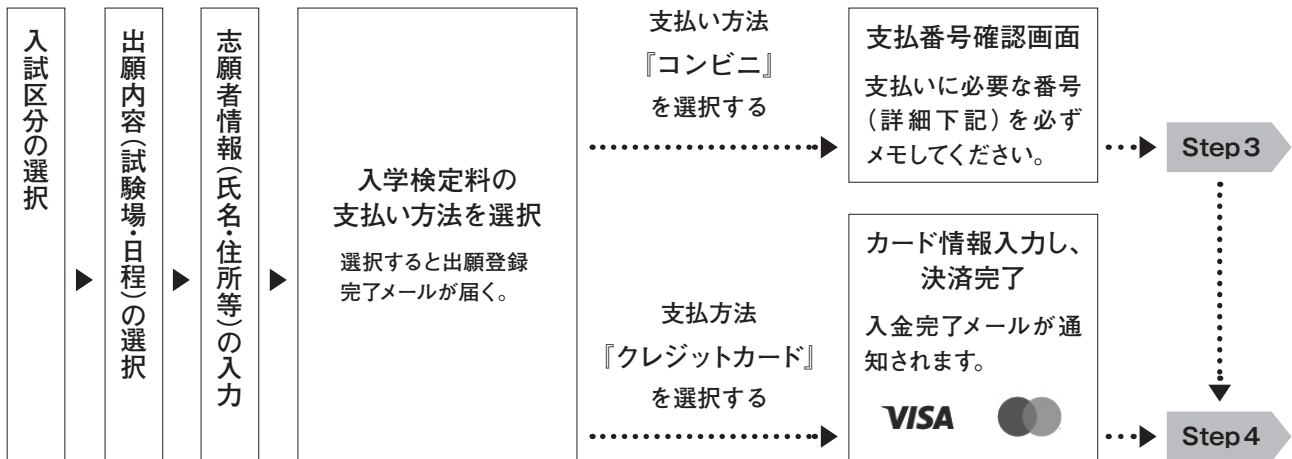 入試区分の選択
出願内容(試験場・日程)の選択
志願者情報(氏名・住所等)の入力
入学検定料の
支払い方法を選択
選択すると出願登録
完了メールが届く。
支払い方法
『コンビニ』
を選択する
支払番号確認画面
支払いに必要な番号
(詳細下記)を必ず
メモしてください。
Step3
支払方法
『クレジットカード』
を選択する
カード情報入力し、
決済完了
入金完了メールが通
知されます。
VISA
Step4